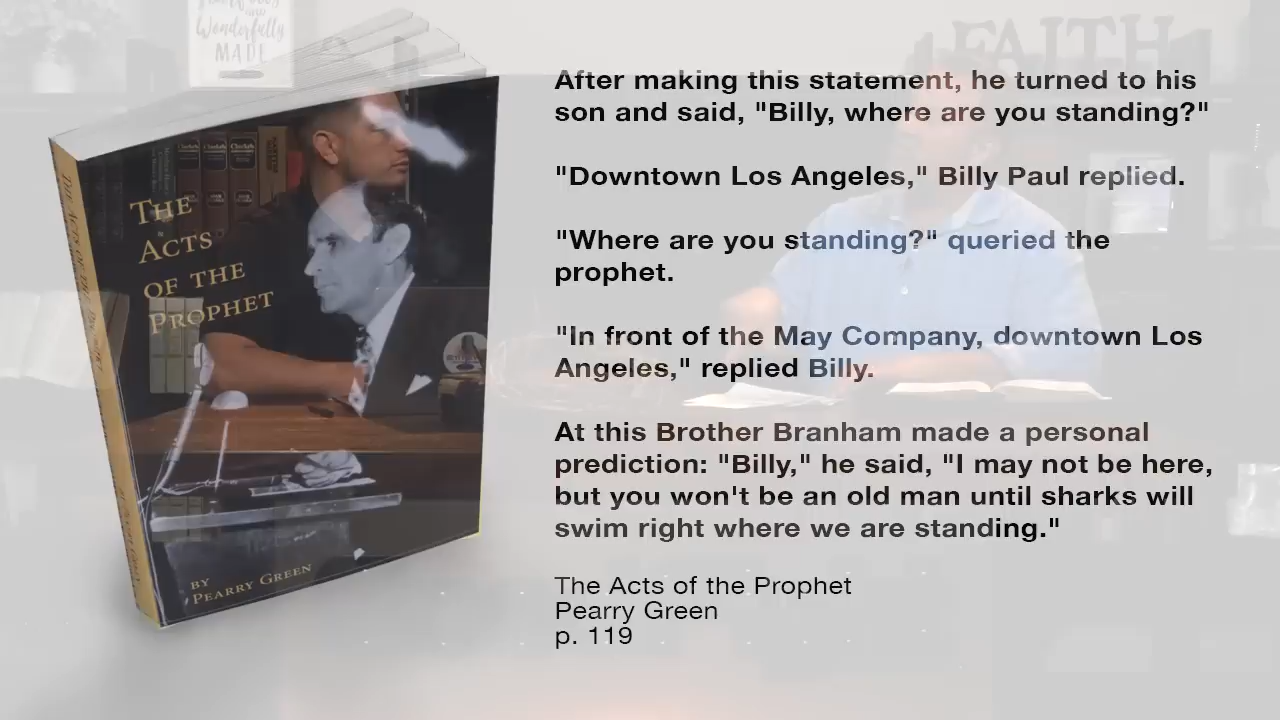 Wonderfully
MADE
FAITH
THE
ACTS
OF THE
PROPHET
BY
PEARRY GREEN
After making this statement, he turned to his
son and said, "Billy, where are you standing?"
"Downtown Los Angeles," Billy Paul replied.
"Where are you standing?" queried the
prophet.
"In front of the May Company, downtown Los
Angeles," replied Billy.
At this Brother Branham made a personal
prediction: "Billy," he said, "I may not be here,
but you won't be an old man until sharks will
swim right where we are standing."
The Acts of the Prophet
Pearry Green
p. 119